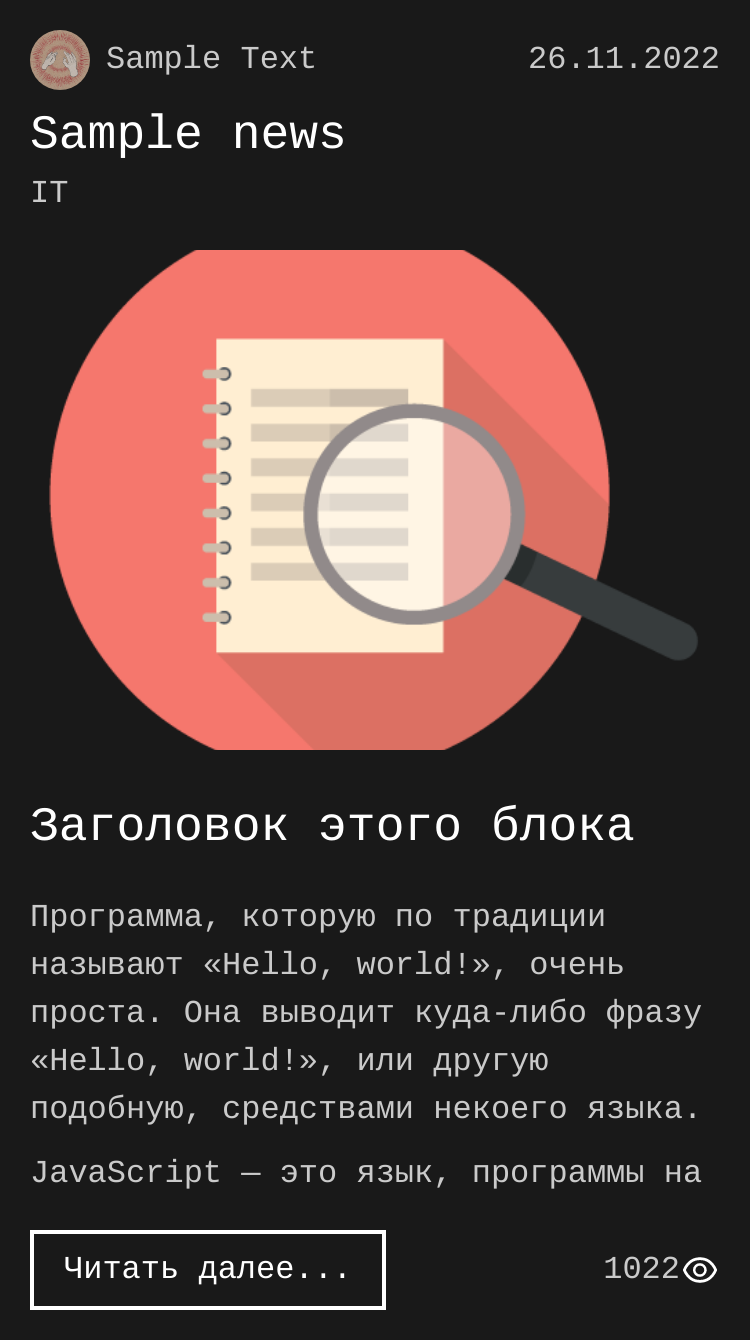 Sample Text 26.11.2022
Sample news
IT
Заголовок этого блока
Программа, которую по традиции
называют «Hello, world!», очень
проста. Она выводит куда-либо фразу
«Hello, world!», или другую
подобную, средствами некоего языка.
JavaScript — это язык, программы на
Читать далее... 1022